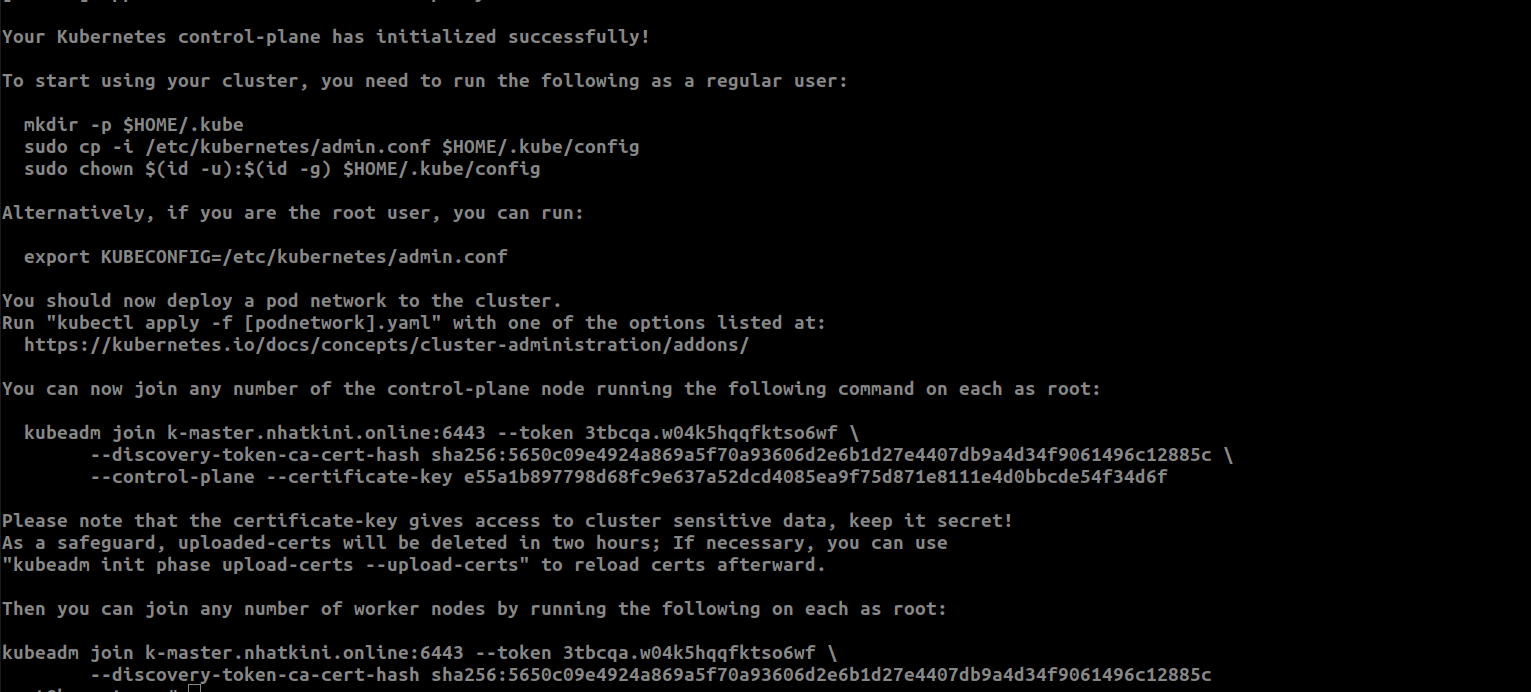 Your Kubernetes control-plane has initialized successfully!
To start using your cluster, you need to run the following as a regular user:
mkdir -p $HOME/.kube
sudo cp -i /etc/kubernetes/admin.conf $HOME/.kube/config
sudo chown $(id -u):$(id -g) $HOME/.kube/config
Alternatively, if you are the root user, you can run:
export KUBECONFIG=/etc/kubernetes/admin.conf
You should now deploy a pod network to the cluster.
Run "kubectl apply -f [podnetwork].yaml" with one of the options listed at:
https://kubernetes.io/docs/concepts/cluster-administration/addons/
You can now join any number of the control-plane node running the following command on each as root:
kubeadm join k-master.nhatkini.online:6443 --token 3tbcqa.w04k5hqqfktso6wf \
--discovery-token-ca-cert-hash sha256:5650c09e4924a869a5f70a93606d2e6b1d27e4407db9a4d34f9061496c12885c \
--control-plane --certificate-key e55a1b897798d68fc9e637a52dcd4085ea9f75d871e8111e4d0bbcde54f34d6f
Please note that the certificate-key gives access to cluster sensitive data, keep it secret!
As a safeguard, uploaded-certs will be deleted in two hours; If necessary, you can use
"kubeadm init phase upload-certs --upload-certs" to reload certs afterward.
Then you can join any number of worker nodes by running the following on each as root:
kubeadm join k-master.nhatkini.online:6443 --token 3tbcqa.w04k5hqqfktso6wf \
--discovery-token-ca-cert-hash sha256:5650c09e4924a869a5f70a93606d2e6b1d27e4407db9a4d34f9061496c12885c